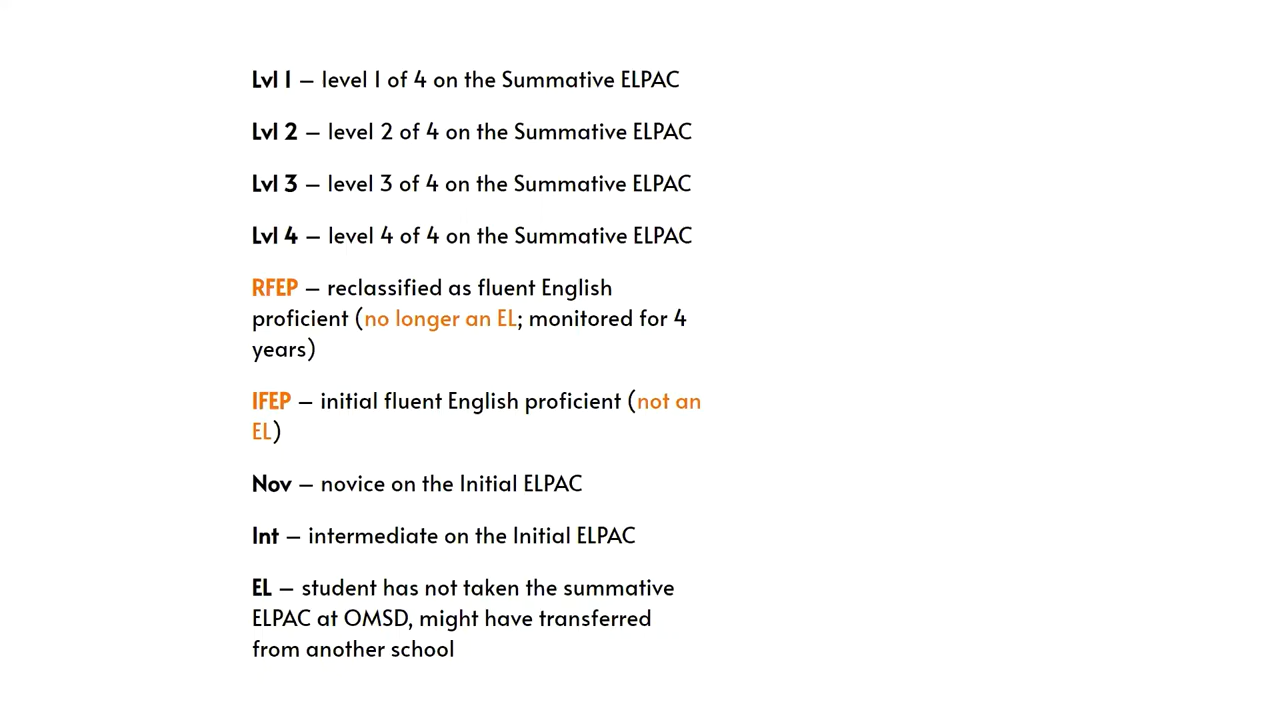 Lvl 1 – level 1 of 4 on the Summative ELPAC
Lvl 2 – level 2 of 4 on the Summative ELPAC
Lvl 3 – level 3 of 4 on the Summative ELPAC
Lvl 4 – level 4 of 4 on the Summative ELPAC
RFEP – reclassified as fluent English
proficient (no longer an EL; monitored for 4
years)
IFEP – initial fluent English proficient (not an
EL)
Nov – novice on the Initial ELPAC
Int – intermediate on the Initial ELPAC
EL – student has not taken the summative
ELPAC at OMSD, might have transferred
from another school